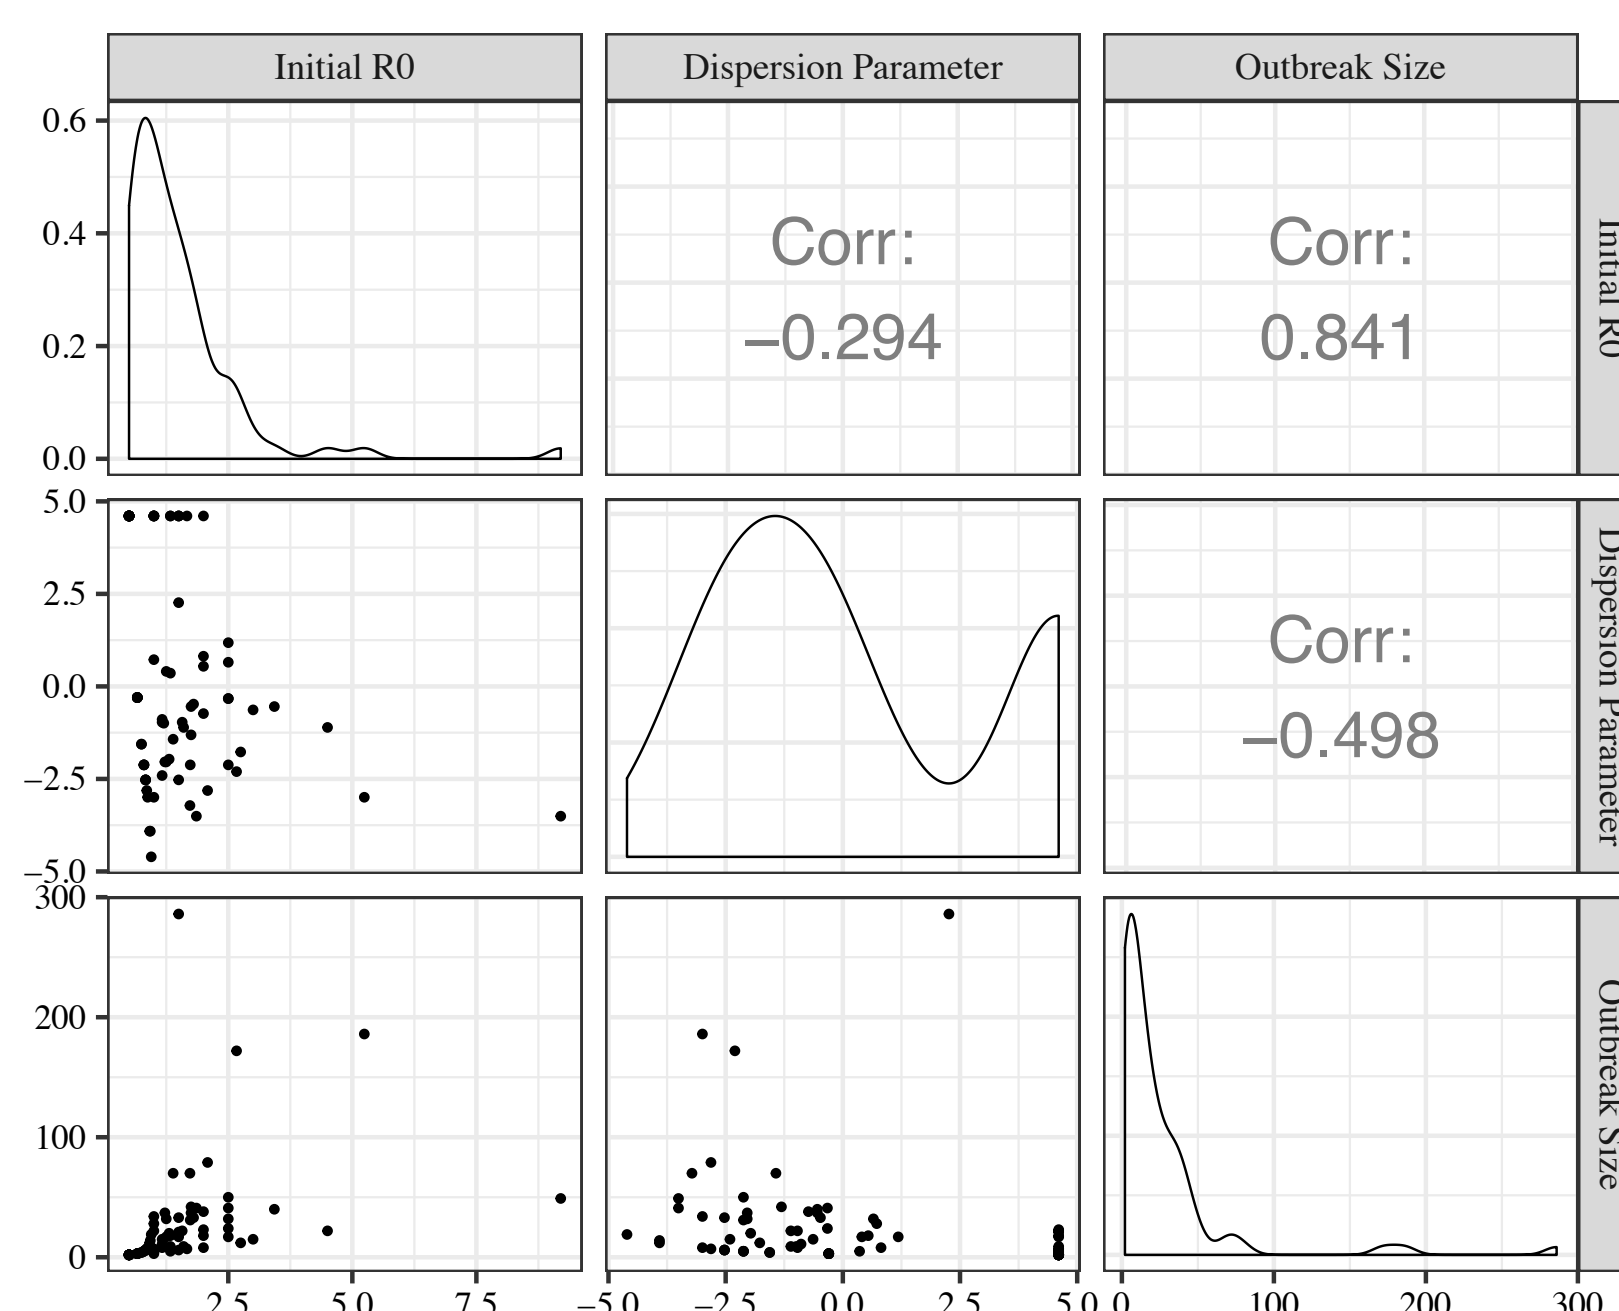 Initial R0 Dispersion Parameter Outbreak Size
0.6
0.4
0.2
0.0
Corr:
−0.294
Corr:
0.841
Initial R0
5.0
2.5
0.0
−2.5
−5.0
Corr:
−0.498
Dispersion Parameter
300
200
100
0
Outbreak Size
2.5 5.0 7.5
−5.0 −2.5 0.0 2.5 5.0
0 100 200 300